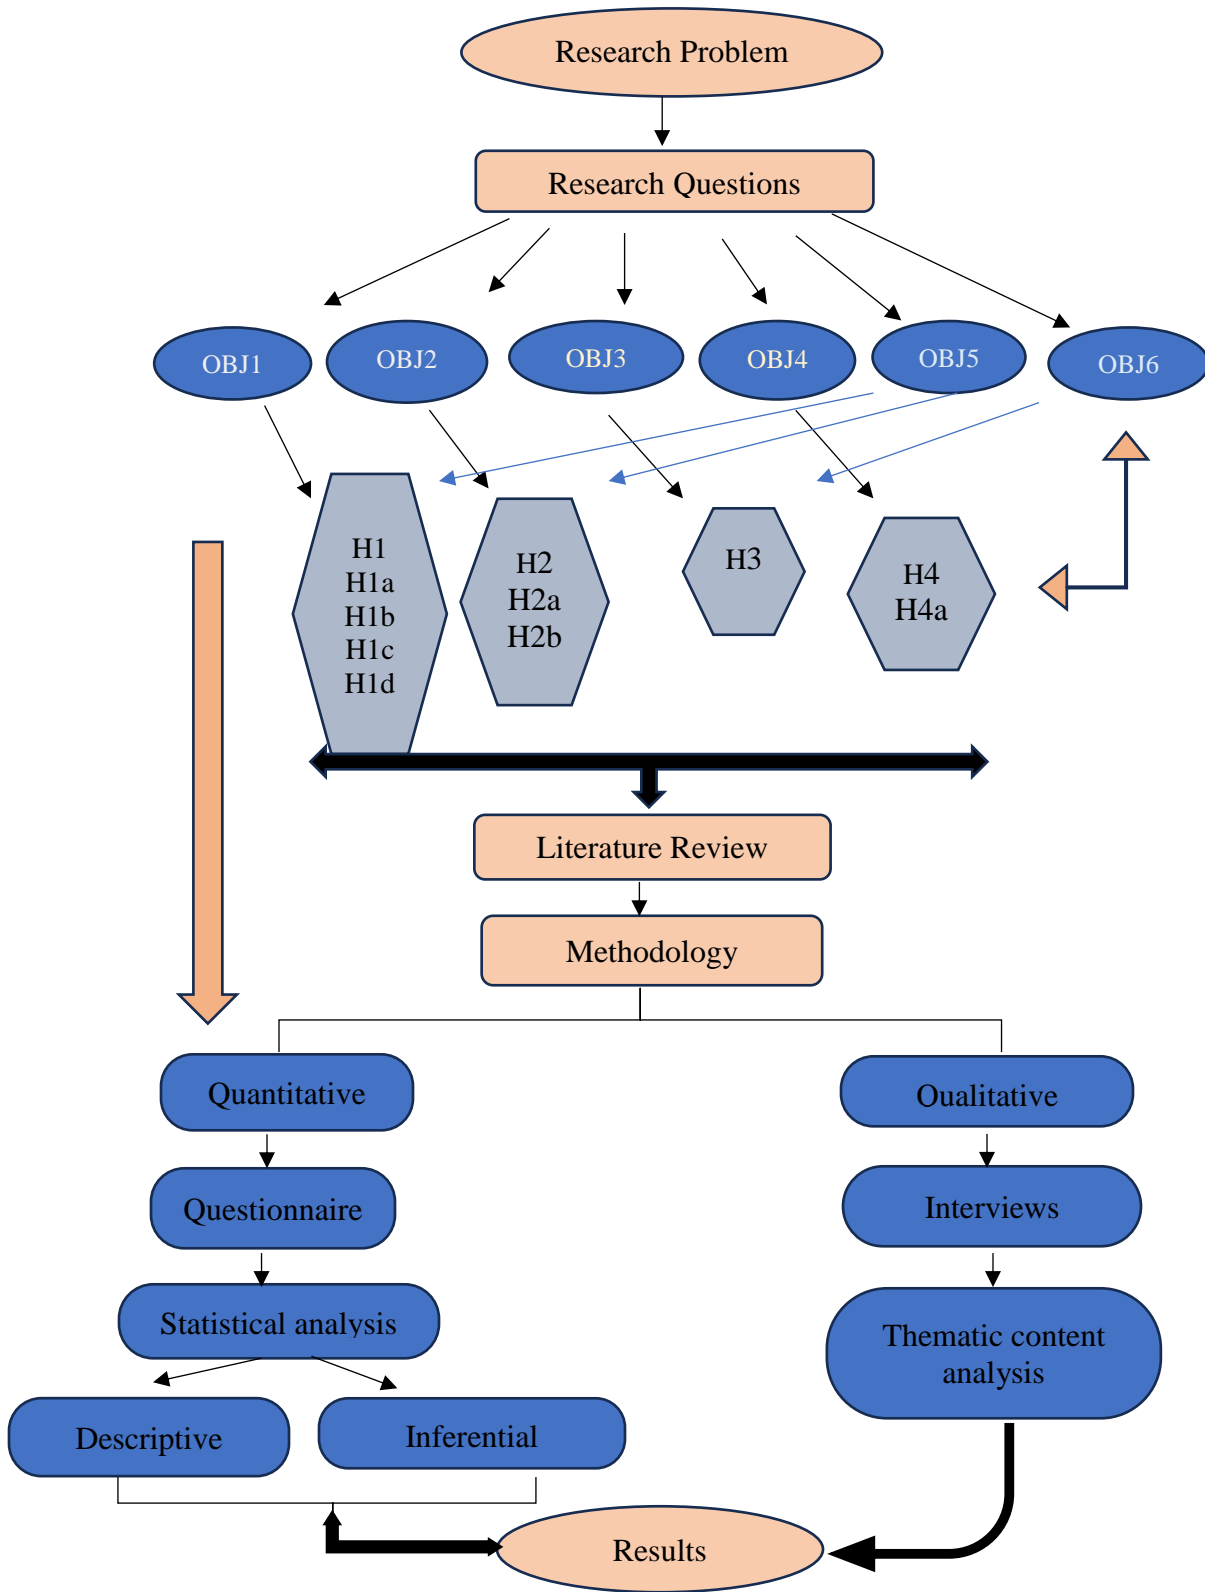 Research Problem
Research Questions
OBJ1
OBJ2
OBJ3
OBJ4
OBJ5
OBJ6
H1
H1a
H1b
H1c
H1d
H2
H2a
H2b
H3
H4
H4a
Literature Review
Methodology
Quantitative
Oualitative
Questionnaire
Interviews
Statistical analysis
Thematic content
analysis
Descriptive
Inferential
Results